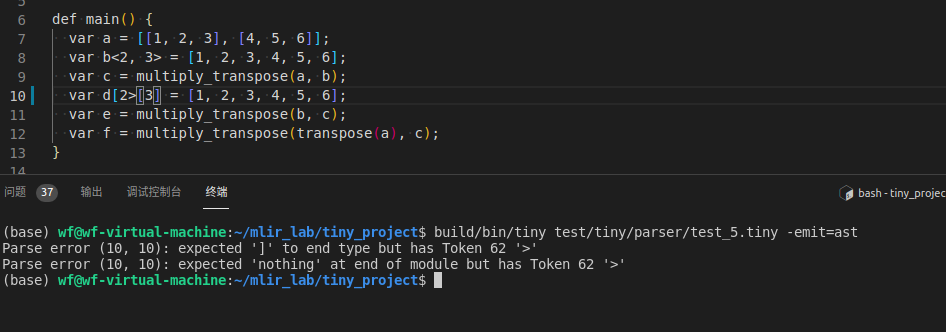 5
6 def main() {
7 var a = [[1, 2, 3], [4, 5, 6]];
8 var b<2, 3> = [1, 2, 3, 4, 5, 6];
9 var c = multiply_transpose(a, b);
10 var d[2>[3] = [1, 2, 3, 4, 5, 6];
11 var e = multiply_transpose(b, c);
12 var f = multiply_transpose(transpose(a), c);
13 }
14
问题 37 输出 调试控制台 终端 bash - tiny_projec
(base) wf@wf-virtual-machine:~/mlir_lab/tiny_project$ build/bin/tiny test/tiny/parser/test_5.tiny -emit=ast
Parse error (10, 10): expected ']' to end type but has Token 62 '>'
Parse error (10, 10): expected 'nothing' at end of module but has Token 62 '>'
(base) wf@wf-virtual-machine:~/mlir_lab/tiny_project$